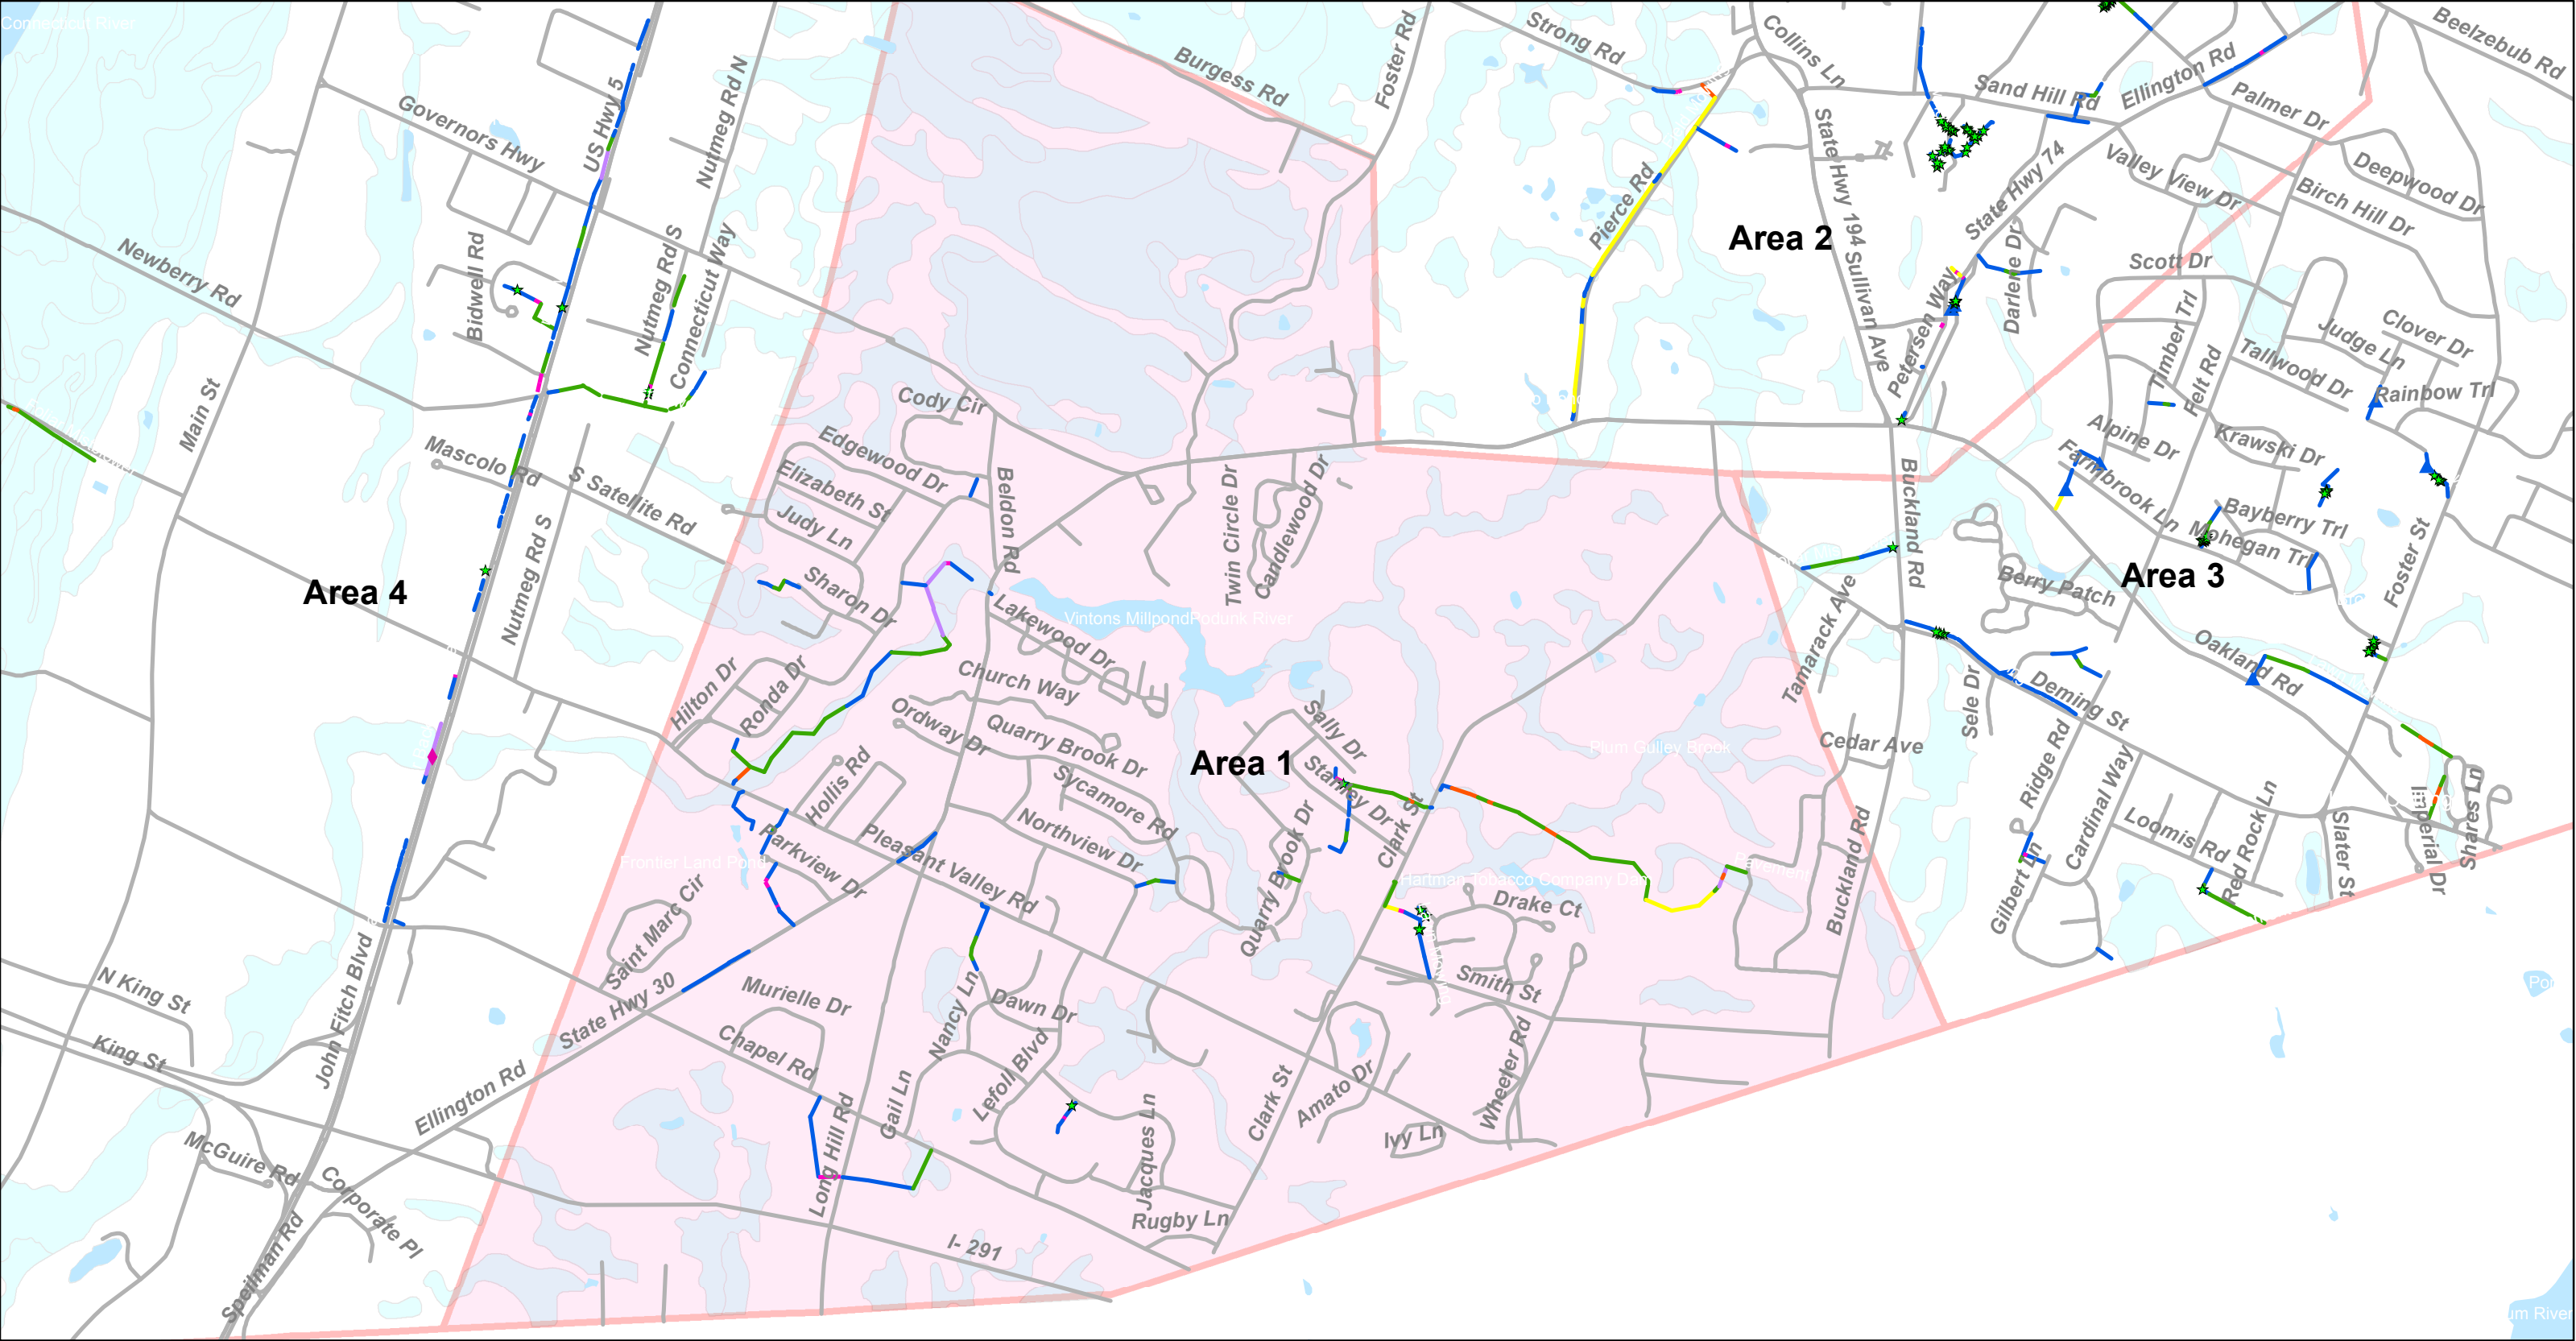 Connecticut River
Strong Rd
Collins Ln
Beelzebub Rd
Burgess Rd
Foster Rd
Sand Hill Rd
Ellington Rd
Palmer Dr
Governors Hwy
US Hwy 5
Nutmeg Rd N
State Hwy 194 Sullivan Ave
State Hwy 74
Valley View Dr
Deepwood Dr
Birch Hill Dr
Pierce Rd
Area 2
Newberry Rd
Bidwell Rd
Nutmeg Rd S
Connecticut Way
Petersen Way
Darlene Dr
Scott Dr
Timber Trl
Felt Rd
Judge Ln
Clover Dr
Tallwood Dr
Rainbow Trl
Main St
Cody Cir
Edgewood Dr
Elizabeth St
Judy Ln
Mascolo Rd
S Satellite Rd
Beldon Rd
Twin Circle Dr
Candlewood Dr
Buckland Rd
Alpine Dr
Krawski Dr
Farmbrook Ln
Bayberry Trl
Mohegan Trl
Foster St
Area 4
Nutmeg Rd S
Sharon Dr
Lakewood Dr
Vintons MillpondPodunk River
Tamarack Ave
Berry Patch
Area 3
Hilton Dr
Ronda Dr
Church Way
Ordway Dr
Quarry Brook Dr
Sally Dr
Stanley Dr
Area 1
Plum Gulley Brook
Cedar Ave
Sele Dr
Deming St
Oakland Rd
Hollis Rd
Sycamore Rd
Northview Dr
Clark St
Ridge Rd
Cardinal Way
Loomis Rd
Red Rock Ln
Slater St
Imperial Dr
Shares Ln
Frontier Land Pond
Parkview Dr
Pleasant Valley Rd
Quarry Brook Dr
Hartman Tobacco Company Dam
Pavement
Drake Ct
Buckland Rd
Gilbert Ln
Saint Marc Cir
N King St
John Fitch Blvd
State Hwy 30
Murielle Dr
Nancy Ln
Dawn Dr
Smith St
King St
Chapel Rd
Lefoll Blvd
Wheeler Rd
Ellington Rd
Gail Ln
Clark St
Amato Dr
Ivy Ln
McGuire Rd
Corporate Pl
Long Hill Rd
Jacques Ln
Rugby Ln
Speilman Rd
I- 291
um River